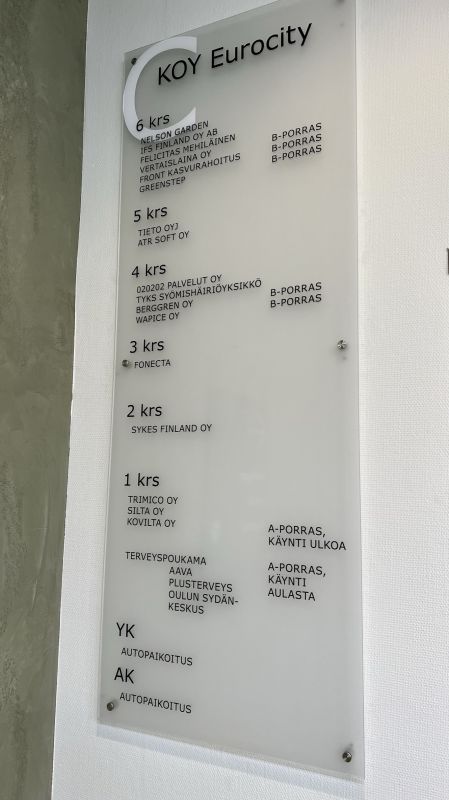 C
KOY Eurocity
6 krs
NELSON GARDEN
IFS FINLAND OY AB B-PORRAS
FELICITAS MEHILÄINEN B-PORRAS
VERTAISLAINA OY B-PORRAS
FRONT KASVURAHOITUS
GREENSTEP
5 krs
TIETO OYJ
ATR SOFT OY
4 krs
020202 PALVELUT OY
TYKS SYÖMISHÄIRIÖYKSIKKÖ B-PORRAS
BERGGREN OY B-PORRAS
WAPICE OY
3 krs
FONECTA
2 krs
SYKES FINLAND OY
1 krs
TRIMICO OY
SILTA OY
KOVILTA OY A-PORRAS,
KÄYNTI ULKOA
TERVEYSPOUKAMA A-PORRAS,
AAVA KÄYNTI
PLUSTERVEYS AULASTA
OULUN SYDÄN-
KESKUS
YK
AUTOPAIKOITUS
AK
AUTOPAIKOITUS